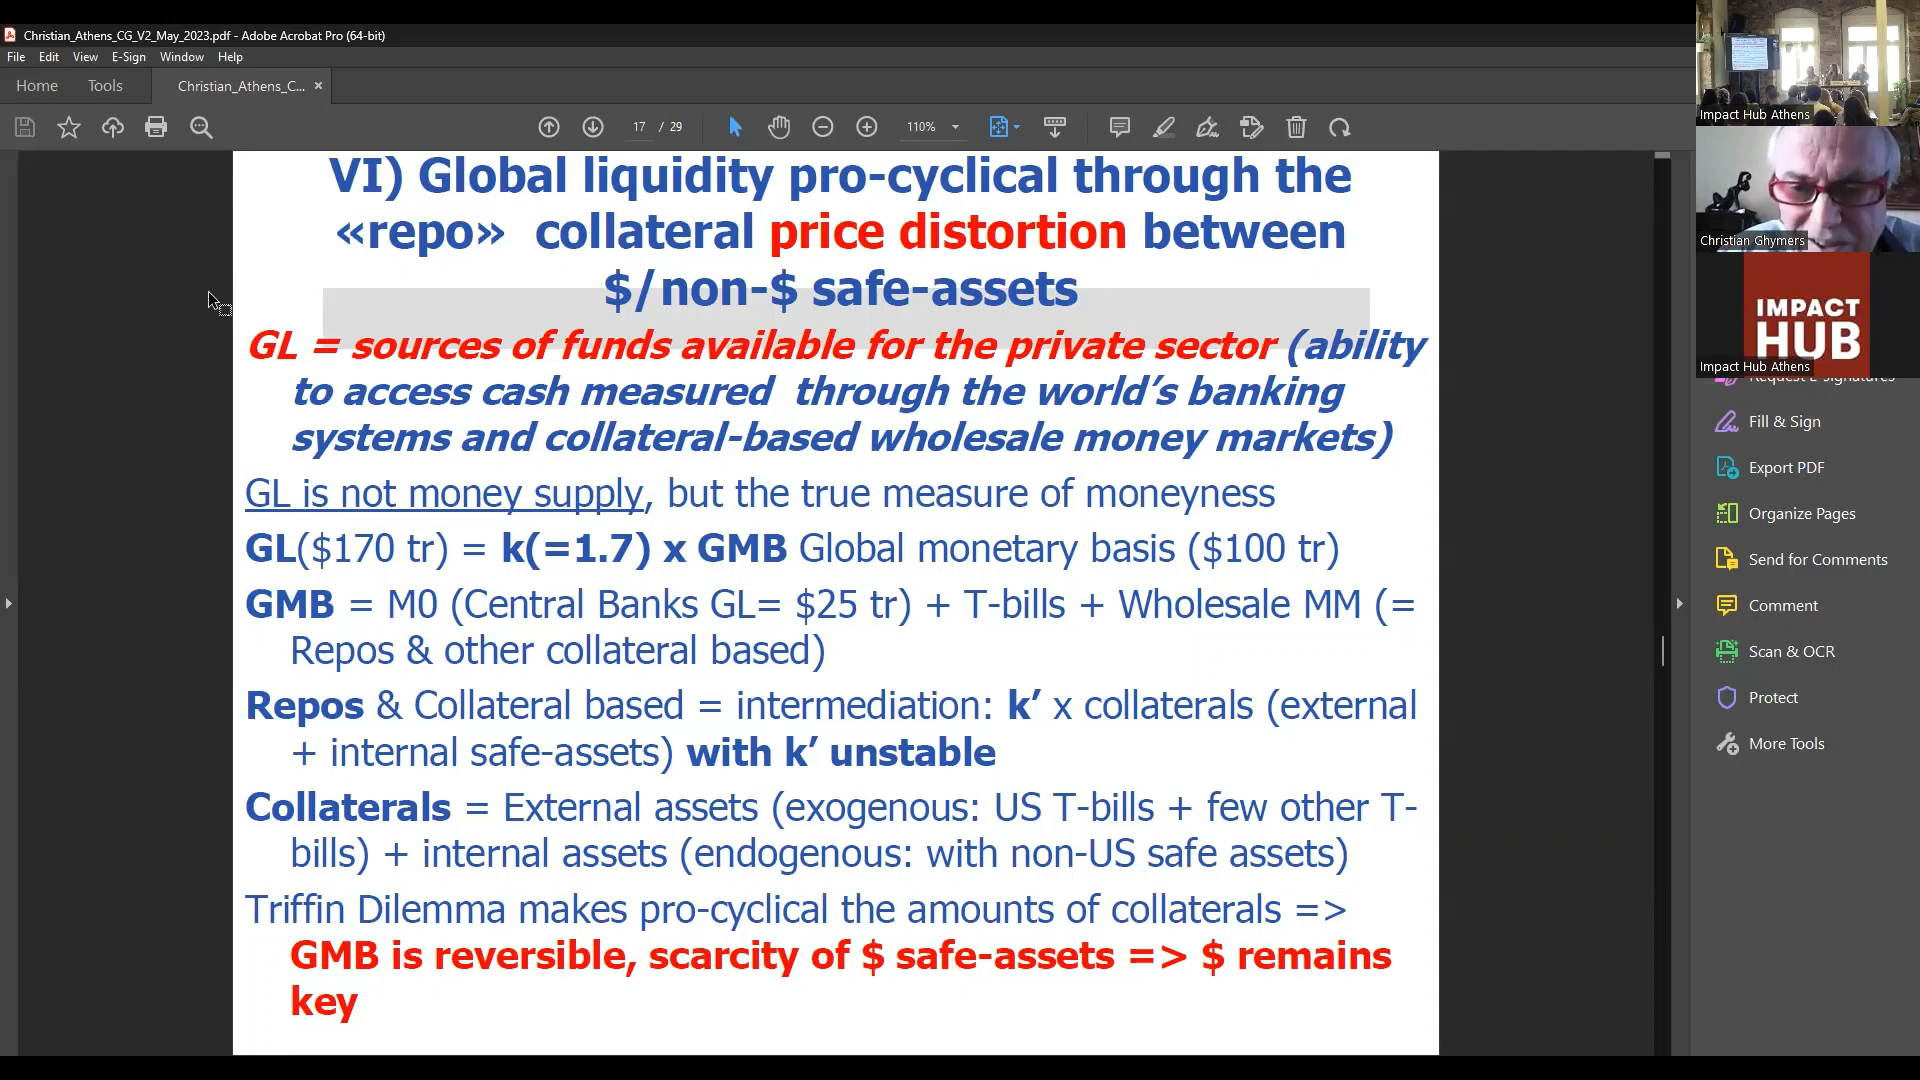 Christian_Athens_CG_V2_May_2023.pdf - Adobe Acrobat Pro (64-bit)
File Edit View E-Sign Window Help
Home Tools Christian_Athens_C... ×
17 / 29 110%
VI) Global liquidity pro-cyclical through the
«repo» collateral price distortion between
$/non-$ safe-assets
GL = sources of funds available for the private sector (ability
to access cash measured through the world’s banking
systems and collateral-based wholesale money markets)
GL is not money supply, but the true measure of moneyness
GL($170 tr) = k(=1.7) x GMB Global monetary basis ($100 tr)
GMB = M0 (Central Banks GL= $25 tr) + T-bills + Wholesale MM (=
Repos & other collateral based)
Repos & Collateral based = intermediation: k’ x collaterals (external
+ internal safe-assets) with k’ unstable
Collaterals = External assets (exogenous: US T-bills + few other T-
bills) + internal assets (endogenous: with non-US safe assets)
Triffin Dilemma makes pro-cyclical the amounts of collaterals =>
GMB is reversible, scarcity of $ safe-assets => $ remains
key
Impact Hub Athens
Christian Ghymers
IMPACT
HUB
Impact Hub Athens
Request E-signatures
Fill & Sign
Export PDF
Organize Pages
Send for Comments
Comment
Scan & OCR
Protect
More Tools